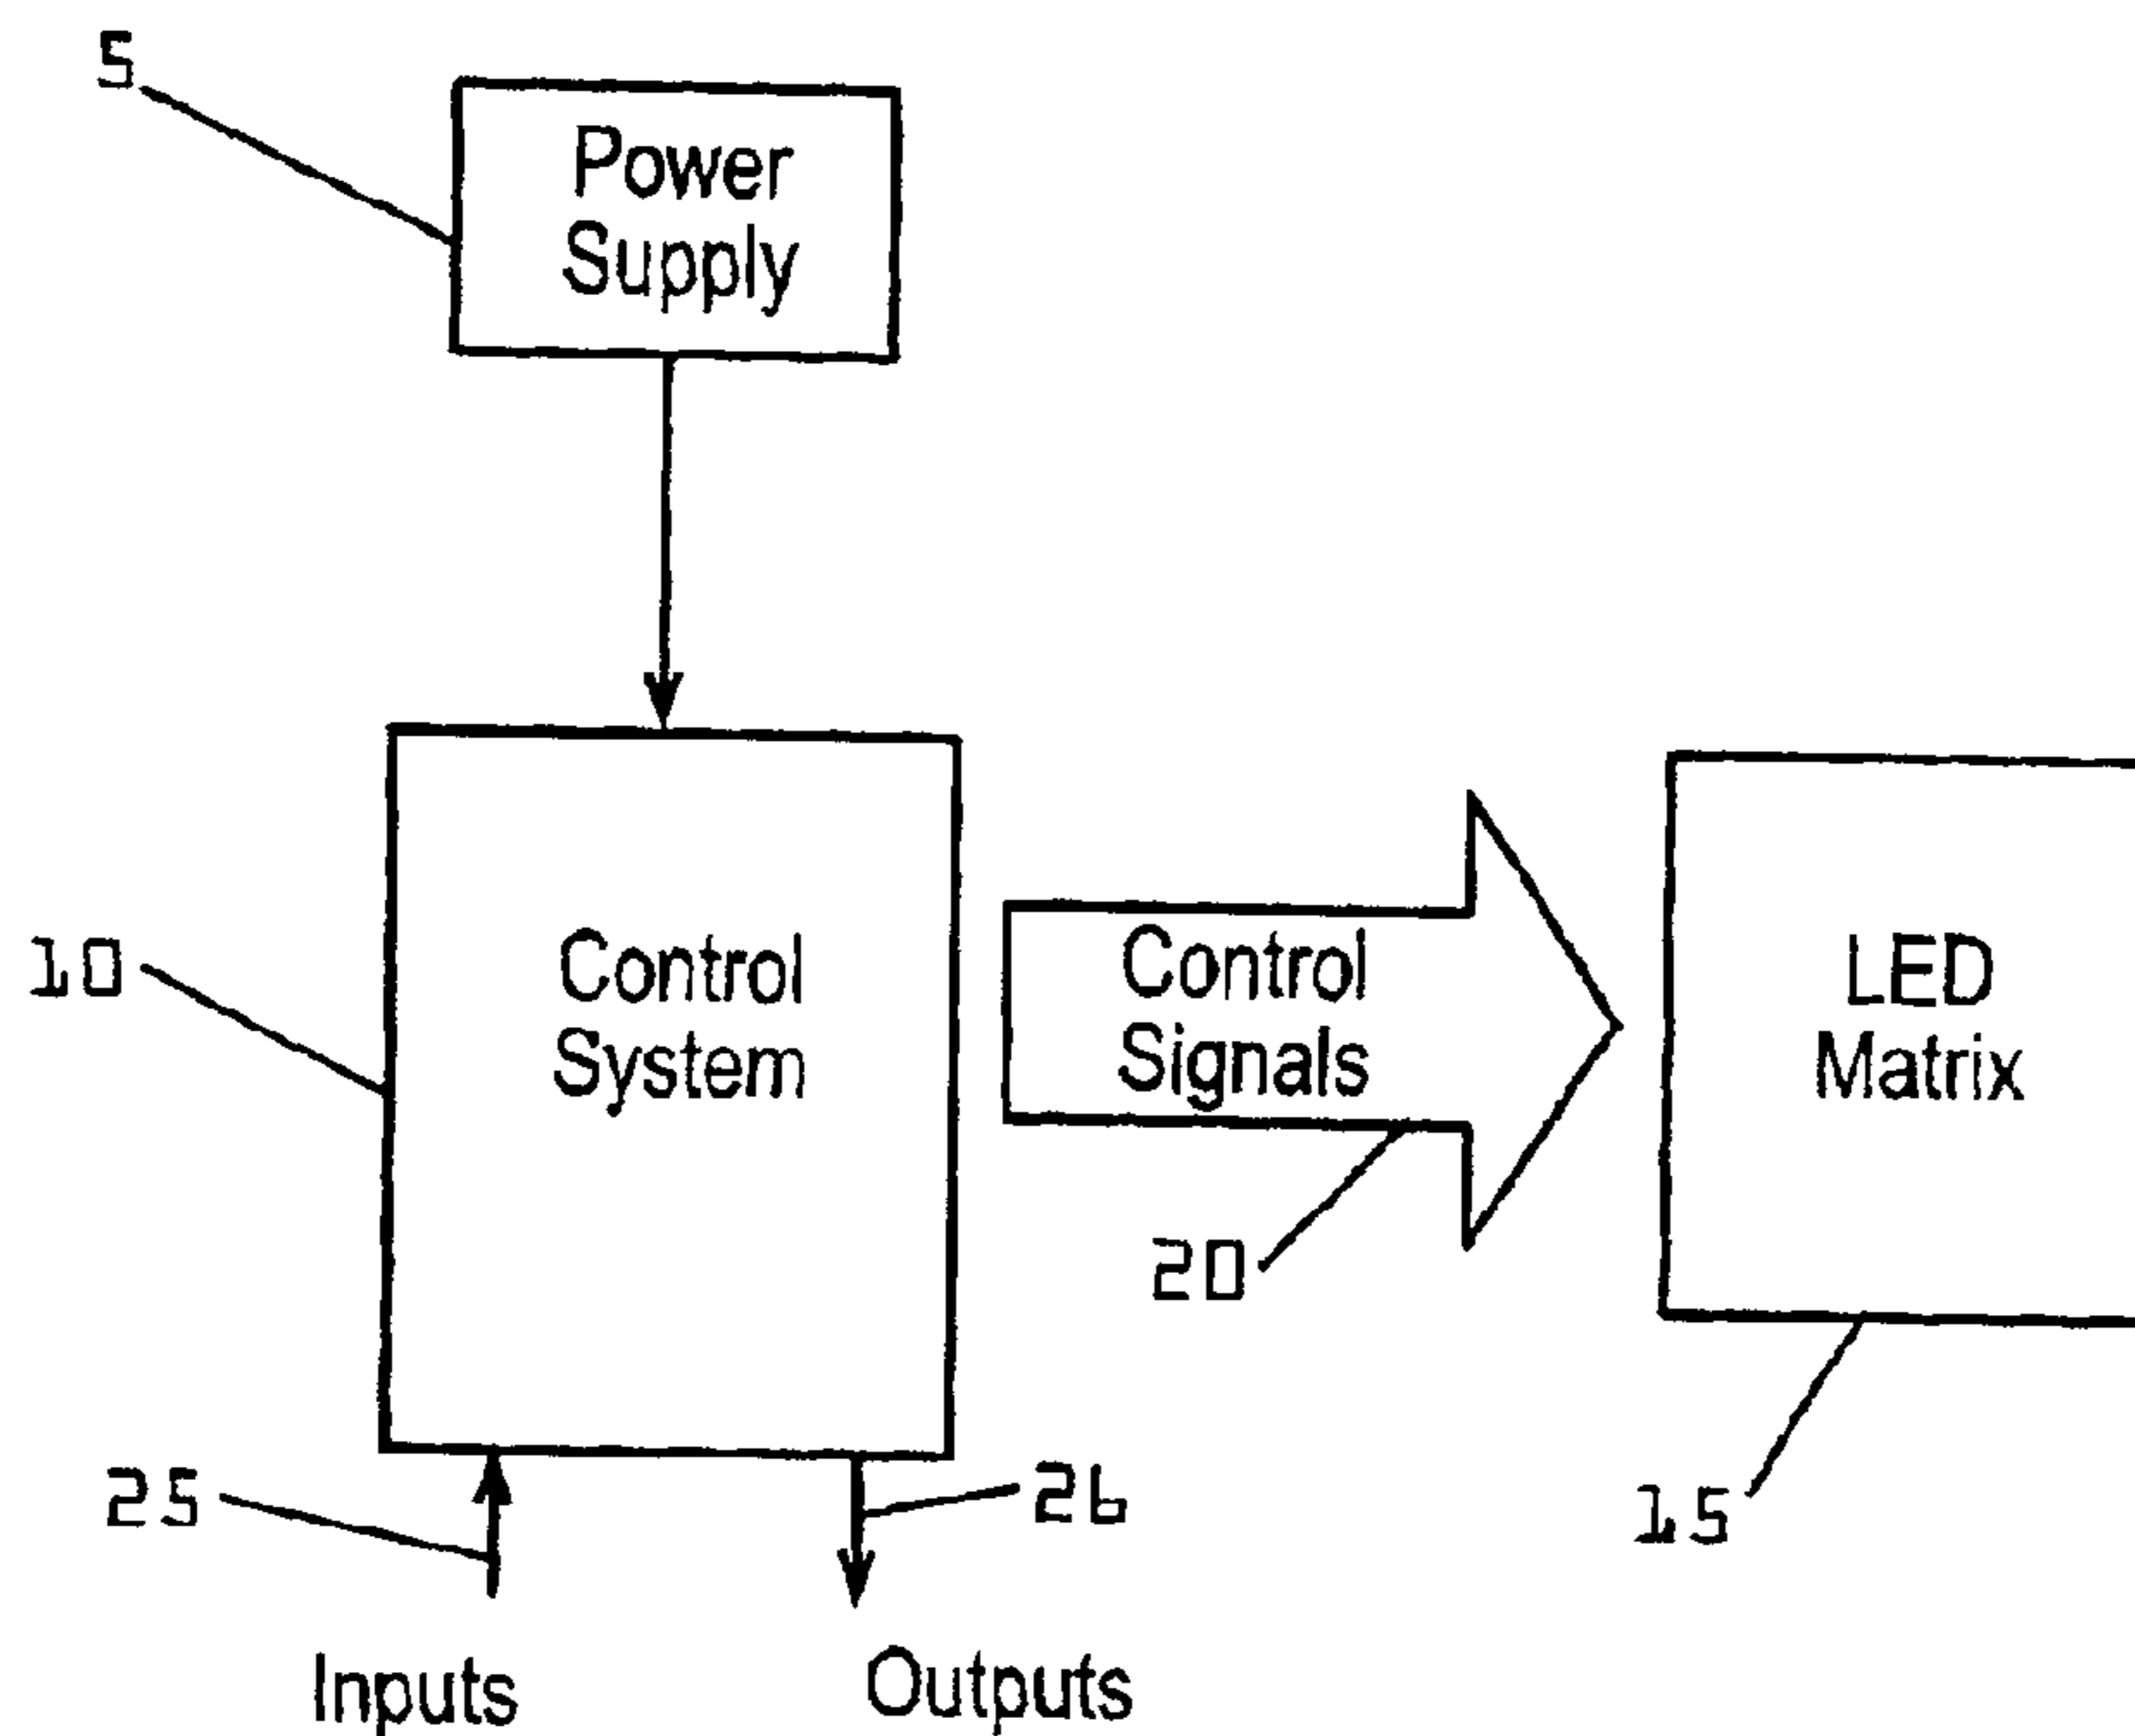 5
Power
Supply
10
Control
System
Control
Signals
LED
Matrix
20
25
26
15
Inputs
Outputs